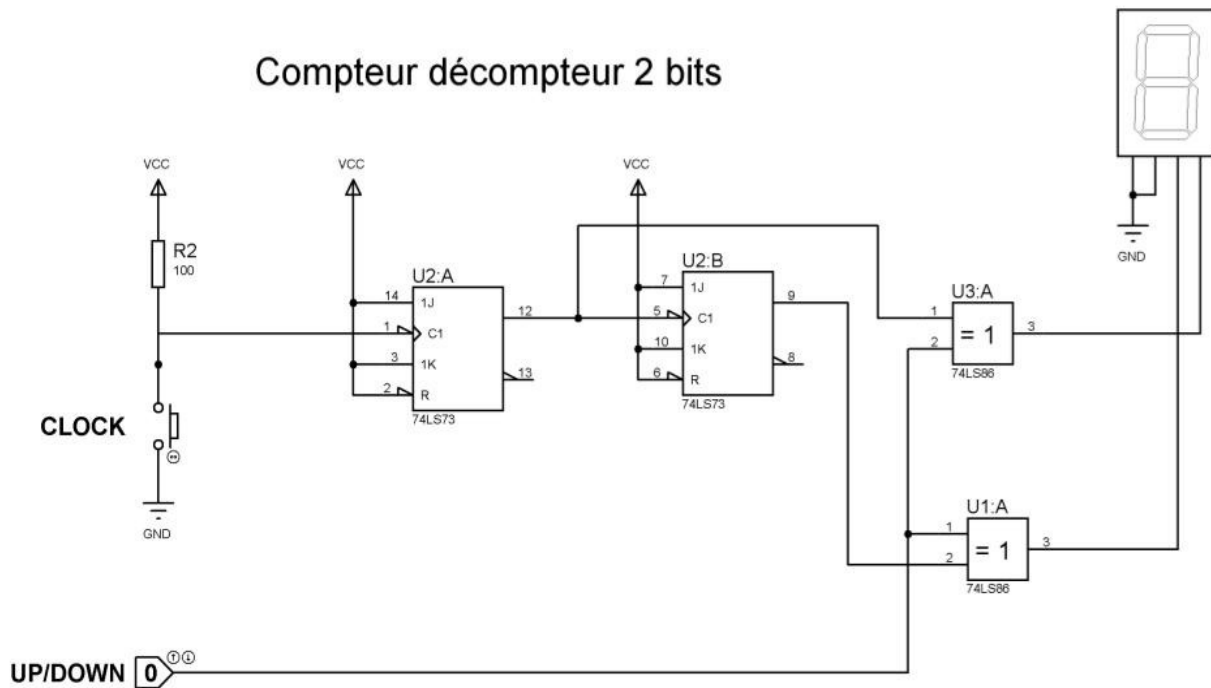 Compteur décompteur 2 bits
VCC
VCC
VCC
R2
100
U2:A
14
1J
12
1
C1
3
1K
13
2
R
74LS73
U2:B
7
1J
9
5
C1
10
1K
8
6
R
74LS73
GND
U3:A
1
2
= 1
3
74LS86
CLOCK
GND
U1:A
1
2
= 1
3
74LS86
UP/DOWN 0